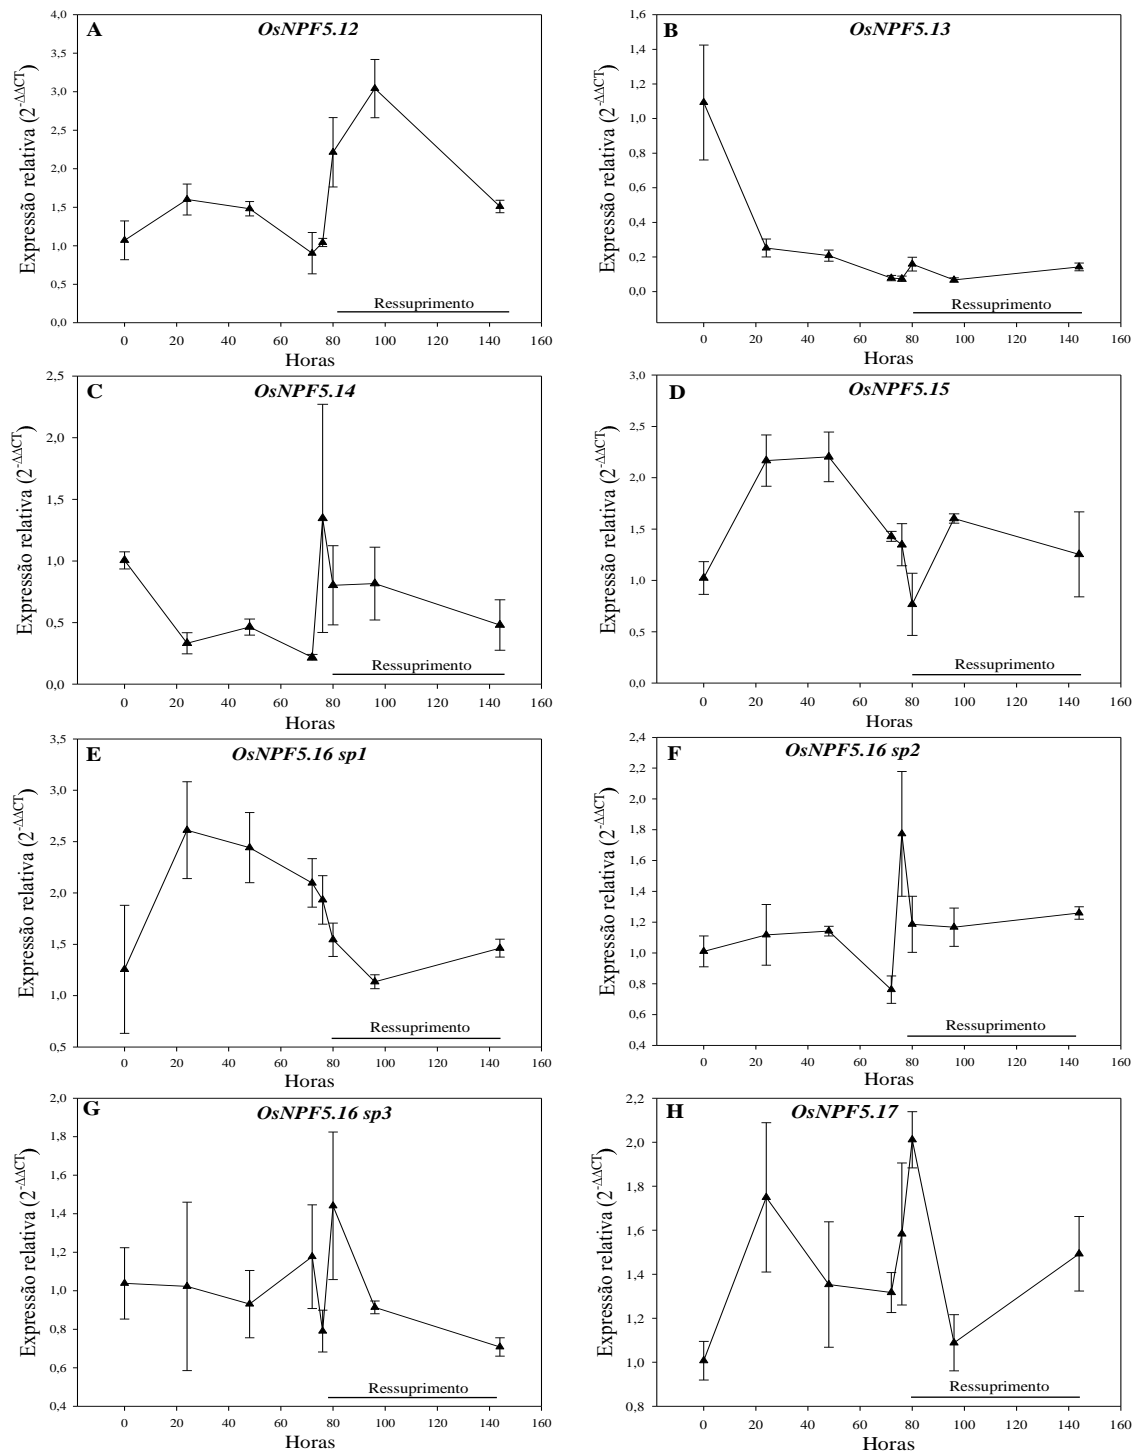 A
OsNPF5.12
Expressão relativa (2^-ΔΔCT)
4,0
3,5
3,0
2,5
2,0
1,5
1,0
0,5
0,0
Ressuprimento
0 20 40 60 80 100 120 140 160
Horas
B
OsNPF5.13
Expressão relativa (2^-ΔΔCT)
1,6
1,4
1,2
1,0
0,8
0,6
0,4
0,2
0,0
Ressuprimento
0 20 40 60 80 100 120 140 160
Horas
C
OsNPF5.14
Expressão relativa (2^-ΔΔCT)
2,5
2,0
1,5
1,0
0,5
0,0
Ressuprimento
0 20 40 60 80 100 120 140 160
Horas
D
OsNPF5.15
Expressão relativa (2^-ΔΔCT)
3,0
2,5
2,0
1,5
1,0
0,5
0,0
Ressuprimento
0 20 40 60 80 100 120 140 160
Horas
E
OsNPF5.16 sp1
Expressão relativa (2^-ΔΔCT)
3,5
3,0
2,5
2,0
1,5
1,0
0,5
Ressuprimento
0 20 40 60 80 100 120 140 160
Horas
F
OsNPF5.16 sp2
Expressão relativa (2^-ΔΔCT)
2,4
2,2
2,0
1,8
1,6
1,4
1,2
1,0
0,8
0,6
0,4
Ressuprimento
0 20 40 60 80 100 120 140 160
Horas
G
OsNPF5.16 sp3
Expressão relativa (2^-ΔΔCT)
2,0
1,8
1,6
1,4
1,2
1,0
0,8
0,6
0,4
Ressuprimento
0 20 40 60 80 100 120 140 160
Horas
H
OsNPF5.17
Expressão relativa (2^-ΔΔCT)
2,2
2,0
1,8
1,6
1,4
1,2
1,0
0,8
Ressuprimento
0 20 40 60 80 100 120 140 160
Horas